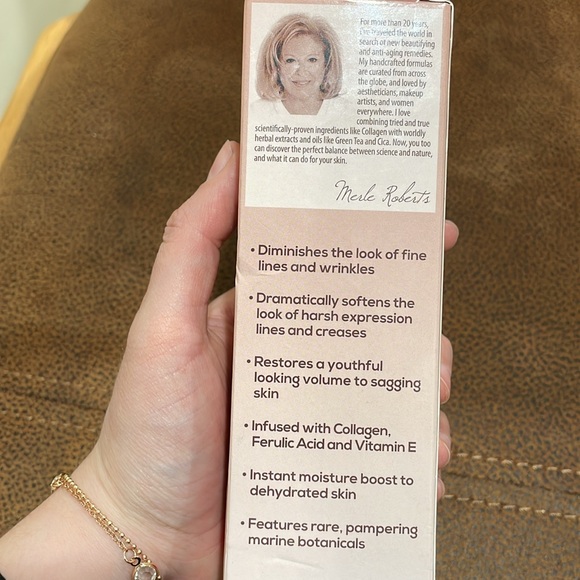 For more than 20 years,
I've traveled the world in
search of new beautifying
and anti-aging remedies.
My handcrafted formulas
are curated from across
the globe, and loved by
aestheticians, makeup
artists, and women
everywhere. I love
combining tried and true
scientifically-proven ingredients like Collagen with worldly
herbal extracts and oils like Green Tea and Cica. Now, you too
can discover the perfect balance between science and nature,
and what it can do for your skin.
Merle Roberts
• Diminishes the look of fine
lines and wrinkles
• Dramatically softens the
look of harsh expression
lines and creases
• Restores a youthful
looking volume to sagging
skin
• Infused with Collagen,
Ferulic Acid and Vitamin E
• Instant moisture boost to
dehydrated skin
• Features rare, pampering
marine botanicals